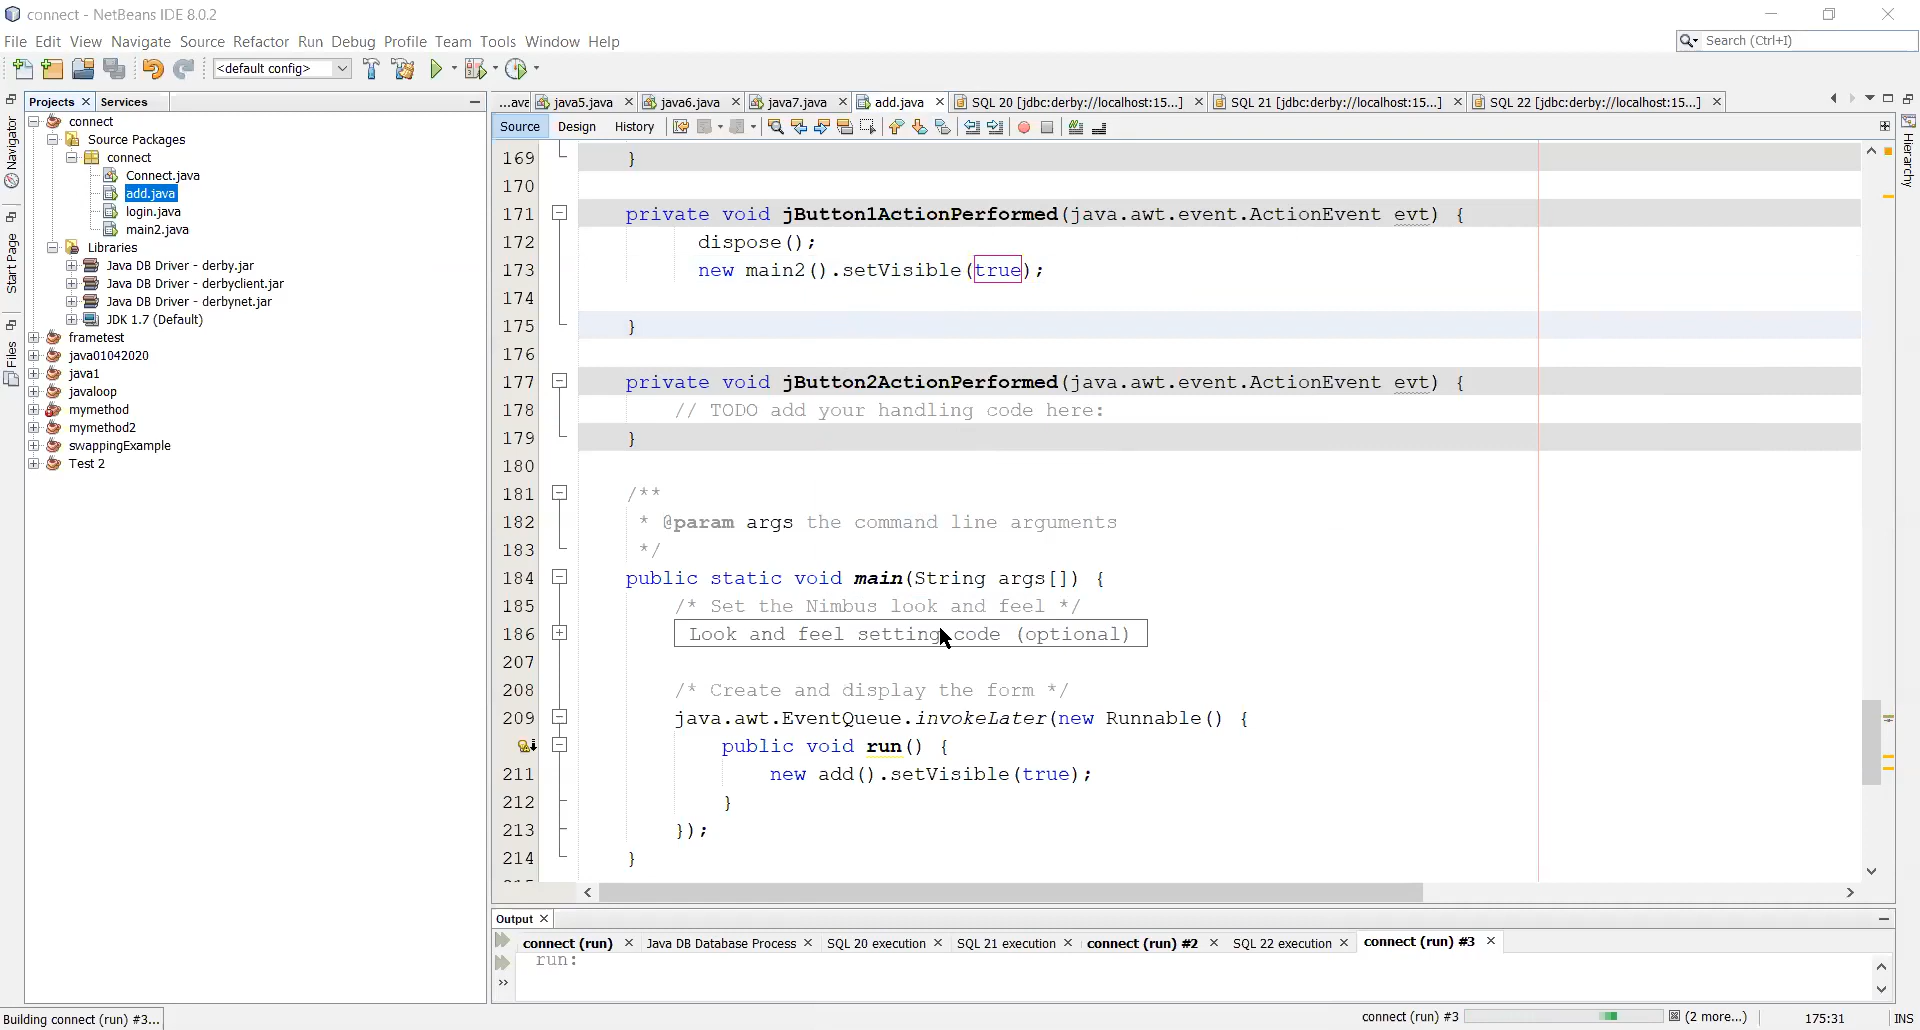 connect - NetBeans IDE 8.0.2
File Edit View Navigate Source Refactor Run Debug Profile Team Tools Window Help
Search (Ctrl+I)
<default config>
Projects
Services
Navigator
Start Page
Files
connect
Source Packages
connect
Connect.java
add.java
login.java
main2.java
Libraries
Java DB Driver - derby.jar
Java DB Driver - derbyclient.jar
Java DB Driver - derbynet.jar
JDK 1.7 (Default)
frametest
java01042020
java1
javaloop
mymethod
mymethod2
swappingExample
Test 2
...ava java5.java java6.java java7.java add.java SQL 20 [jdbc:derby://localhost:15...] SQL 21 [jdbc:derby://localhost:15...] SQL 22 [jdbc:derby://localhost:15...]
Source Design History
Hierarchy
169 }
170
171 private void jButton1ActionPerformed(java.awt.event.ActionEvent evt) {
172 dispose();
173 new main2().setVisible(true);
174
175 }
176
177 private void jButton2ActionPerformed(java.awt.event.ActionEvent evt) {
178 // TODO add your handling code here:
179 }
180
181 /**
182 * @param args the command line arguments
183 */
184 public static void main(String args[]) {
185 /* Set the Nimbus look and feel */
186 Look and feel setting code (optional)
207
208 /* Create and display the form */
209 java.awt.EventQueue.invokeLater(new Runnable() {
public void run() {
211 new add().setVisible(true);
212 }
213 });
214 }
Output
connect (run) Java DB Database Process SQL 20 execution SQL 21 execution connect (run) #2 SQL 22 execution connect (run) #3
run:
Building connect (run) #3...
connect (run) #3
(2 more...)
175:31
INS